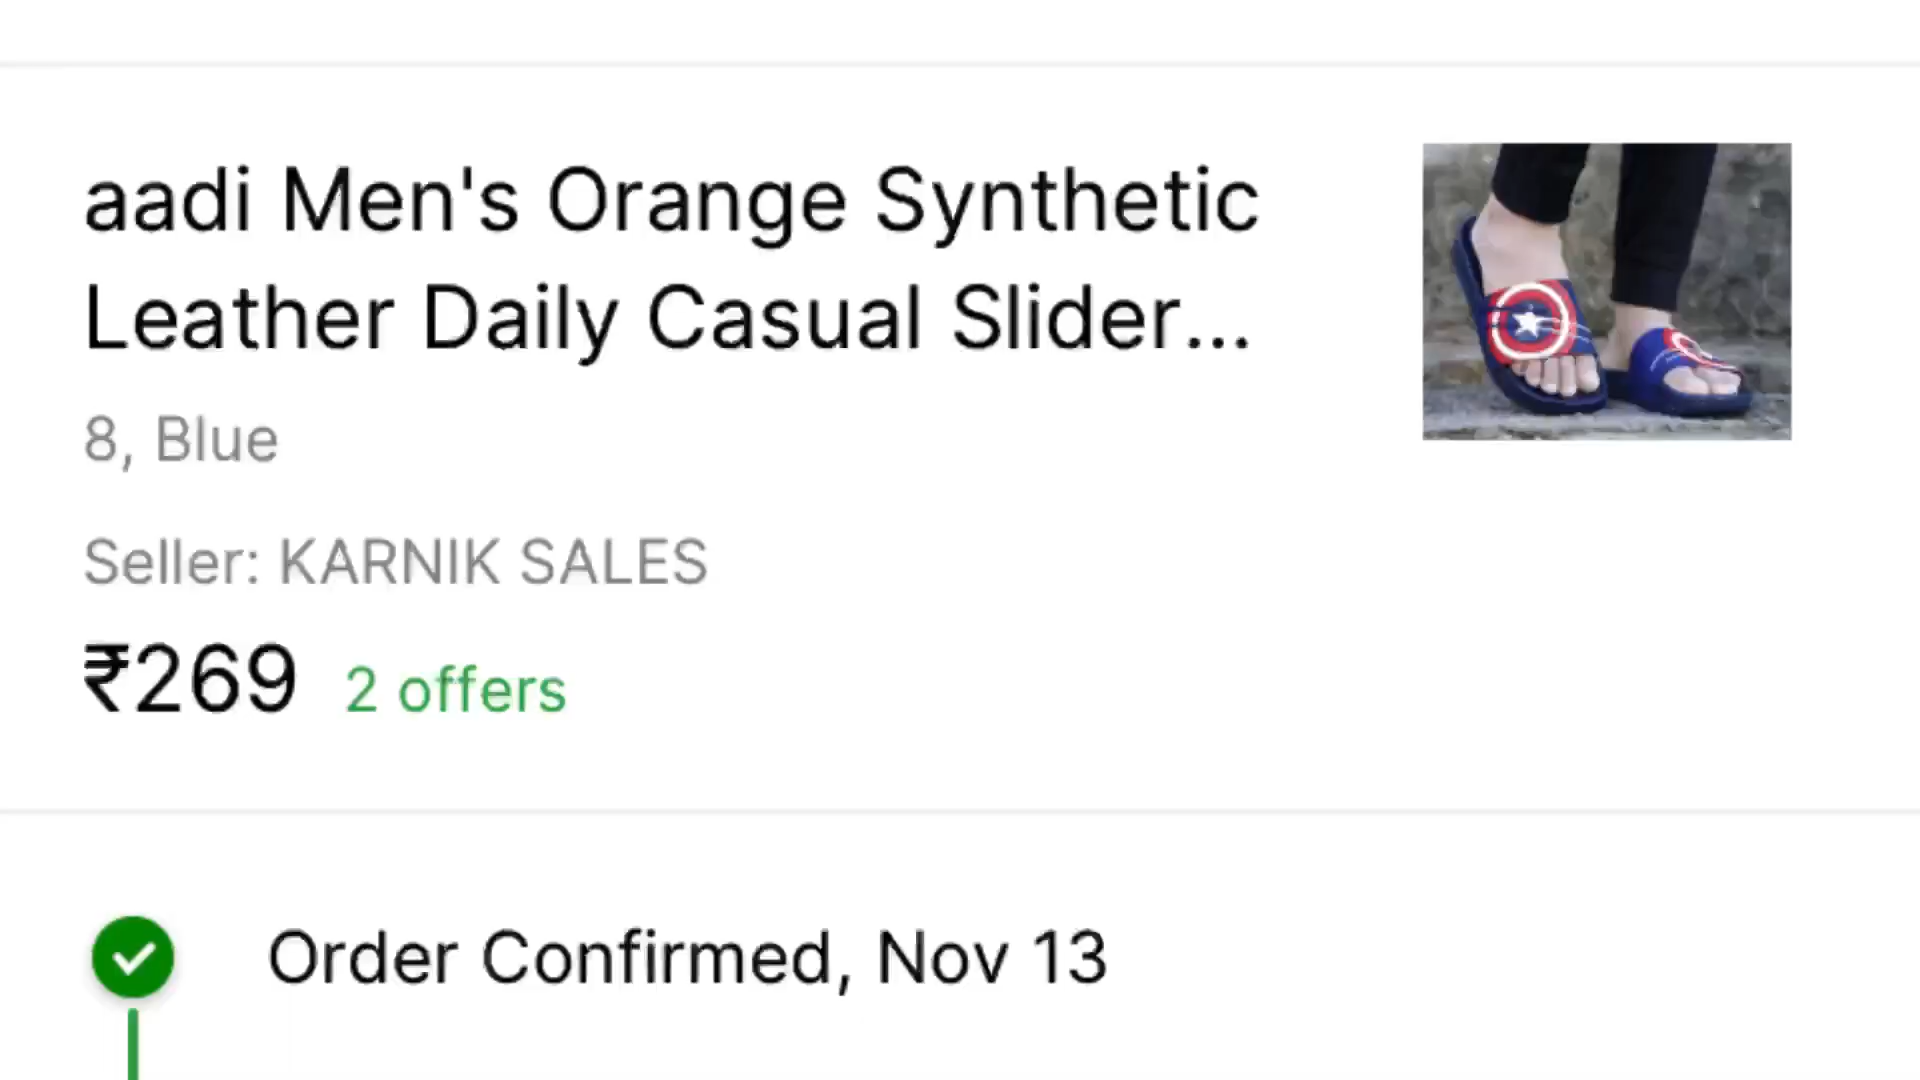 aadi Men's Orange Synthetic
Leather Daily Casual Slider...
8, Blue
Seller: KARNIK SALES
₹269 2 offers
Order Confirmed, Nov 13